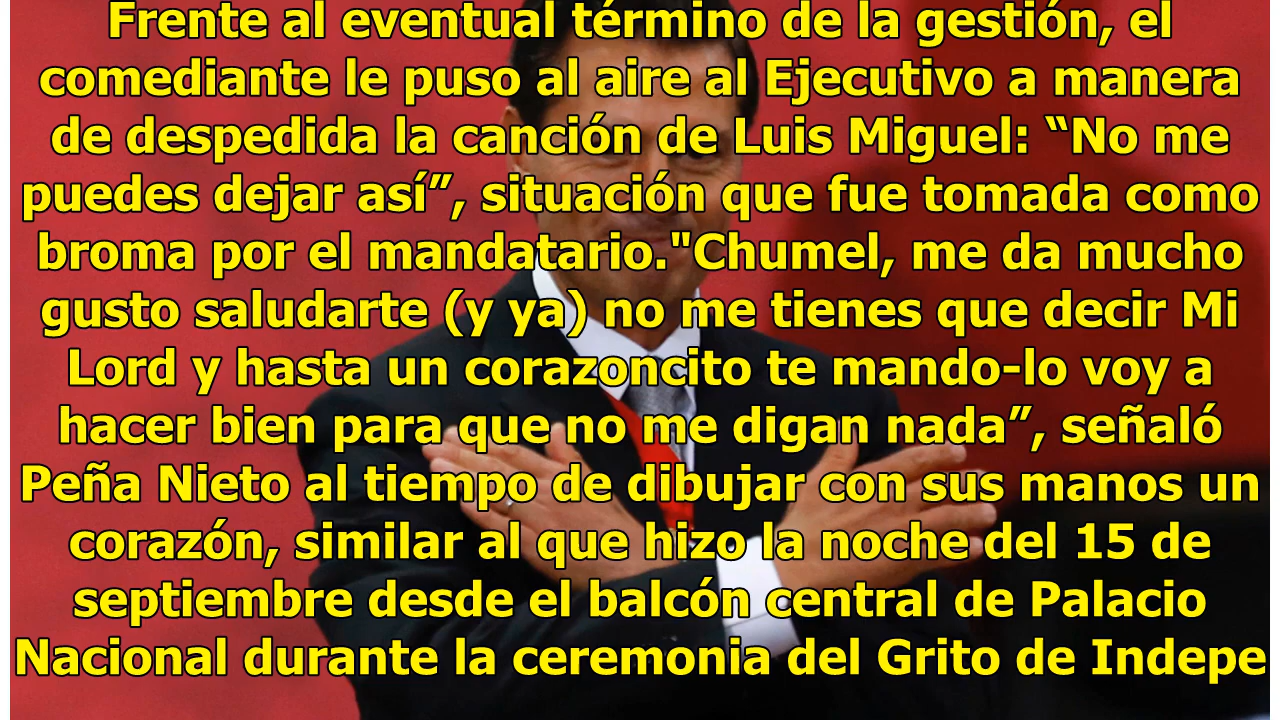 Frente al eventual término de la gestión, el
comediante le puso al aire al Ejecutivo a manera
de despedida la canción de Luis Miguel: “No me
puedes dejar así”, situación que fue tomada como
broma por el mandatario."Chumel, me da mucho
gusto saludarte (y ya) no me tienes que decir Mi
Lord y hasta un corazoncito te mando-lo voy a
hacer bien para que no me digan nada”, señaló
Peña Nieto al tiempo de dibujar con sus manos un
corazón, similar al que hizo la noche del 15 de
septiembre desde el balcón central de Palacio
Nacional durante la ceremonia del Grito de Indepe